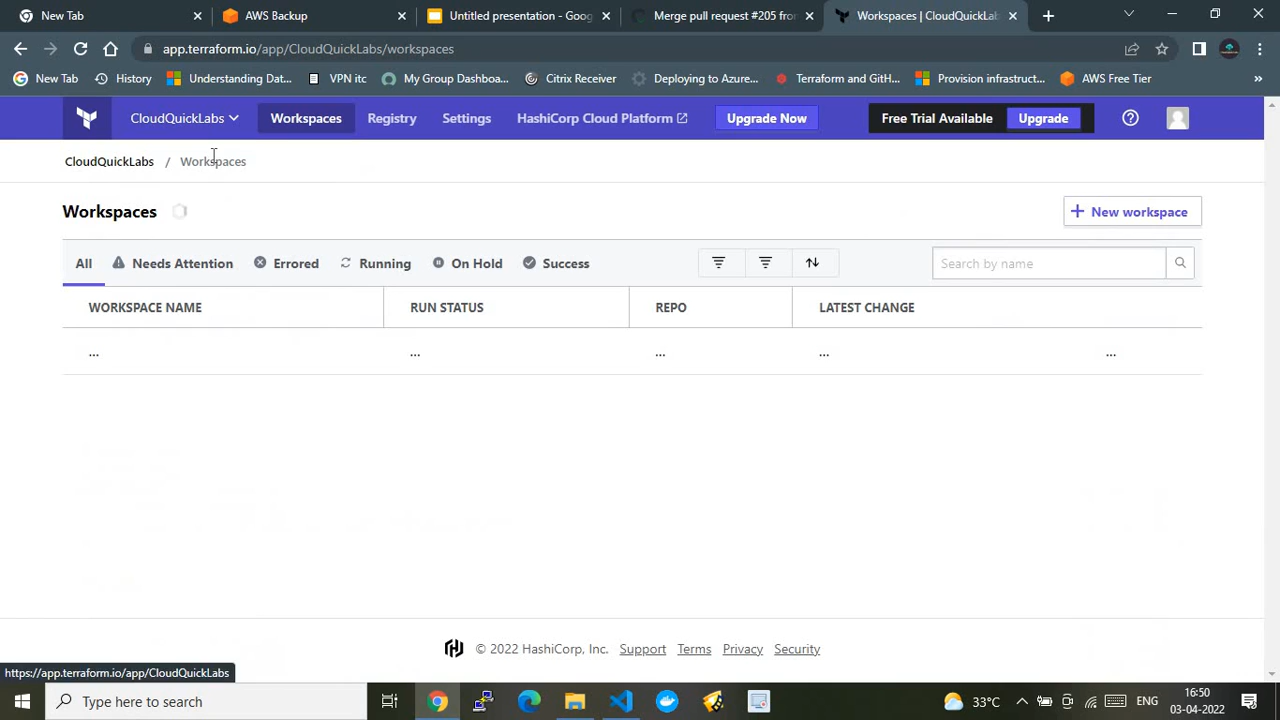 New Tab
AWS Backup
Untitled presentation - Goog
Merge pull request #205 fro
Workspaces | CloudQuickLab
app.terraform.io/app/CloudQuickLabs/workspaces
New Tab
History
Understanding Dat...
VPN itc
My Group Dashboa...
Citrix Receiver
Deploying to Azure...
Terraform and GitH...
Provision infrastruct...
AWS Free Tier
»
CloudQuickLabs
Workspaces
Registry
Settings
HashiCorp Cloud Platform
Upgrade Now
Free Trial Available
Upgrade
CloudQuickLabs / Workspaces
Workspaces
+ New workspace
All
Needs Attention
Errored
Running
On Hold
Success
Search by name
WORKSPACE NAME
RUN STATUS
REPO
LATEST CHANGE
... ... ... ... ...
© 2022 HashiCorp, Inc. Support Terms Privacy Security
https://app.terraform.io/app/CloudQuickLabs
Type here to search
33°C
ENG
16:50
03-04-2022